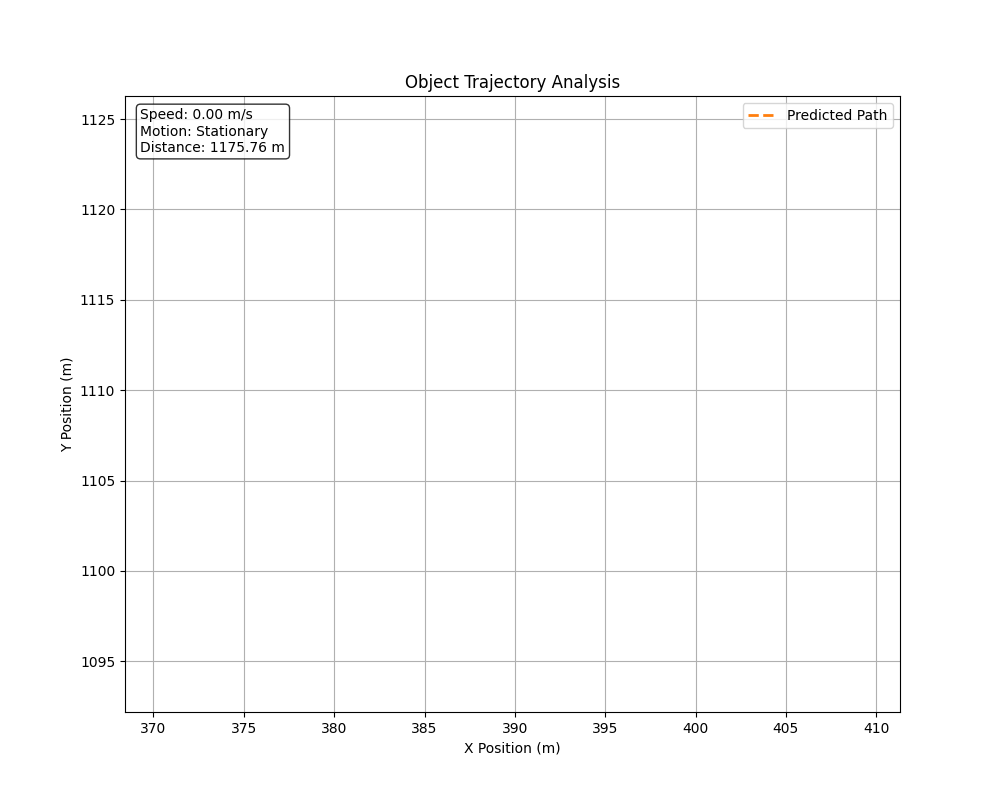 Object Trajectory Analysis
Speed: 0.00 m/s
Motion: Stationary
Distance: 1175.76 m
Predicted Path
Y Position (m)
1125
1120
1115
1110
1105
1100
1095
370 375 380 385 390 395 400 405 410
X Position (m)